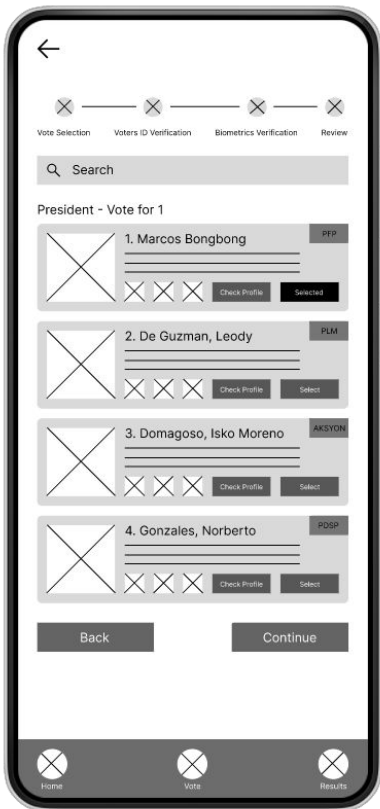 Vote Selection Voters ID Verification Biometrics Verification Review
Search
President - Vote for 1
1. Marcos Bongbong PFP
Check Profile Selected
2. De Guzman, Leody PLM
Check Profile Select
3. Domagoso, Isko Moreno AKSYON
Check Profile Select
4. Gonzales, Norberto PDSP
Check Profile Select
Back Continue
Home Vote Results